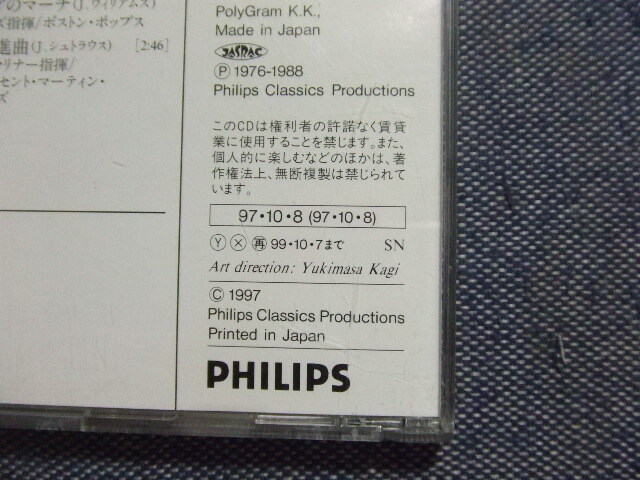 のマーチ(J.ウィリアムス)
ズ指揮/ボストン・ポップス
進曲(J.シュトラウス) [2:46]
リナー指揮/
セント・マーティン・
ズ
PolyGram K.K.,
Made in Japan
JASRAC
Ⓟ 1976-1988
Philips Classics Productions
このCDは権利者の許諾なく賃貸
業に使用することを禁じます。また、
個人的に楽しむなどのほかは、著
作権法上、無断複製は禁じられて
います。
97・10・8 (97・10・8)
Ⓨ Ⓧ ㊢ 99・10・7まで SN
Art direction: Yukimasa Kagi
© 1997
Philips Classics Productions
Printed in Japan
PHILIPS